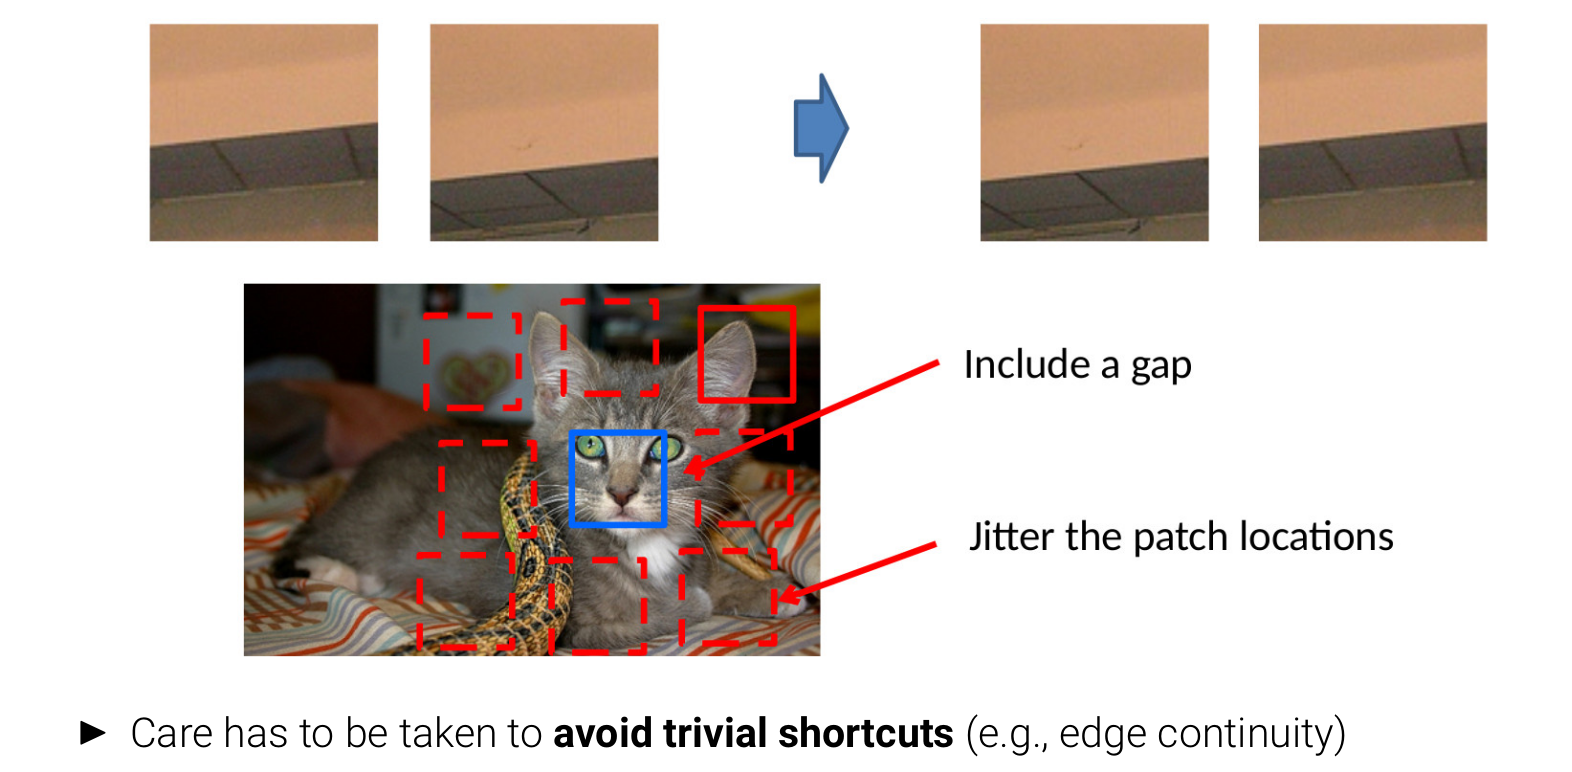 Include a gap
Jitter the patch locations
► Care has to be taken to avoid trivial shortcuts (e.g., edge continuity)